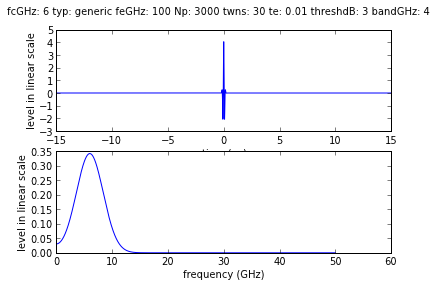 fcGHz: 6 typ: generic feGHz: 100 Np: 3000 twns: 30 te: 0.01 threshdB: 3 bandGHz: 4
level in linear scale
5
4
3
2
1
0
−1
−2
−3
−15 −10 −5 0 5 10 15
level in linear scale
0.35
0.30
0.25
0.20
0.15
0.10
0.05
0.00
0 10 20 30 40 50 60
frequency (GHz)